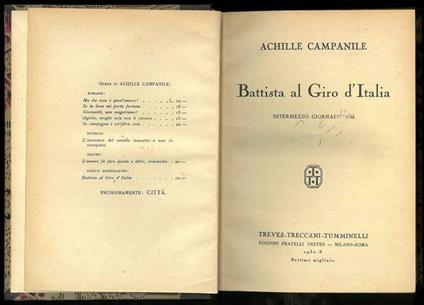 Opere di ACHILLE CAMPANILE:
ROMANZI:
Ma che cosa è quest'amore?
Se la luna mi porta fortuna
Giovinotti, non esageriamo!
Agosto, moglie mia non ti conosco
In campagna è un'altra cosa
NOVELLE:
L'inventore del cavallo
TEATRO:
L'amore fa fare questo e altro, commedia
SCRITTI GIORNALISTICI:
Battista al Giro d'Italia
PROSSIMAMENTE: CITTÀ.
ACHILLE CAMPANILE
Battista al Giro d'Italia
INTERMEZZO GIORNALISTICO
TREVES-TRECCANI-TUMMINELLI
EDIZIONI FRATELLI TREVES — MILANO-ROMA
1932-X
Settimo migliaio.